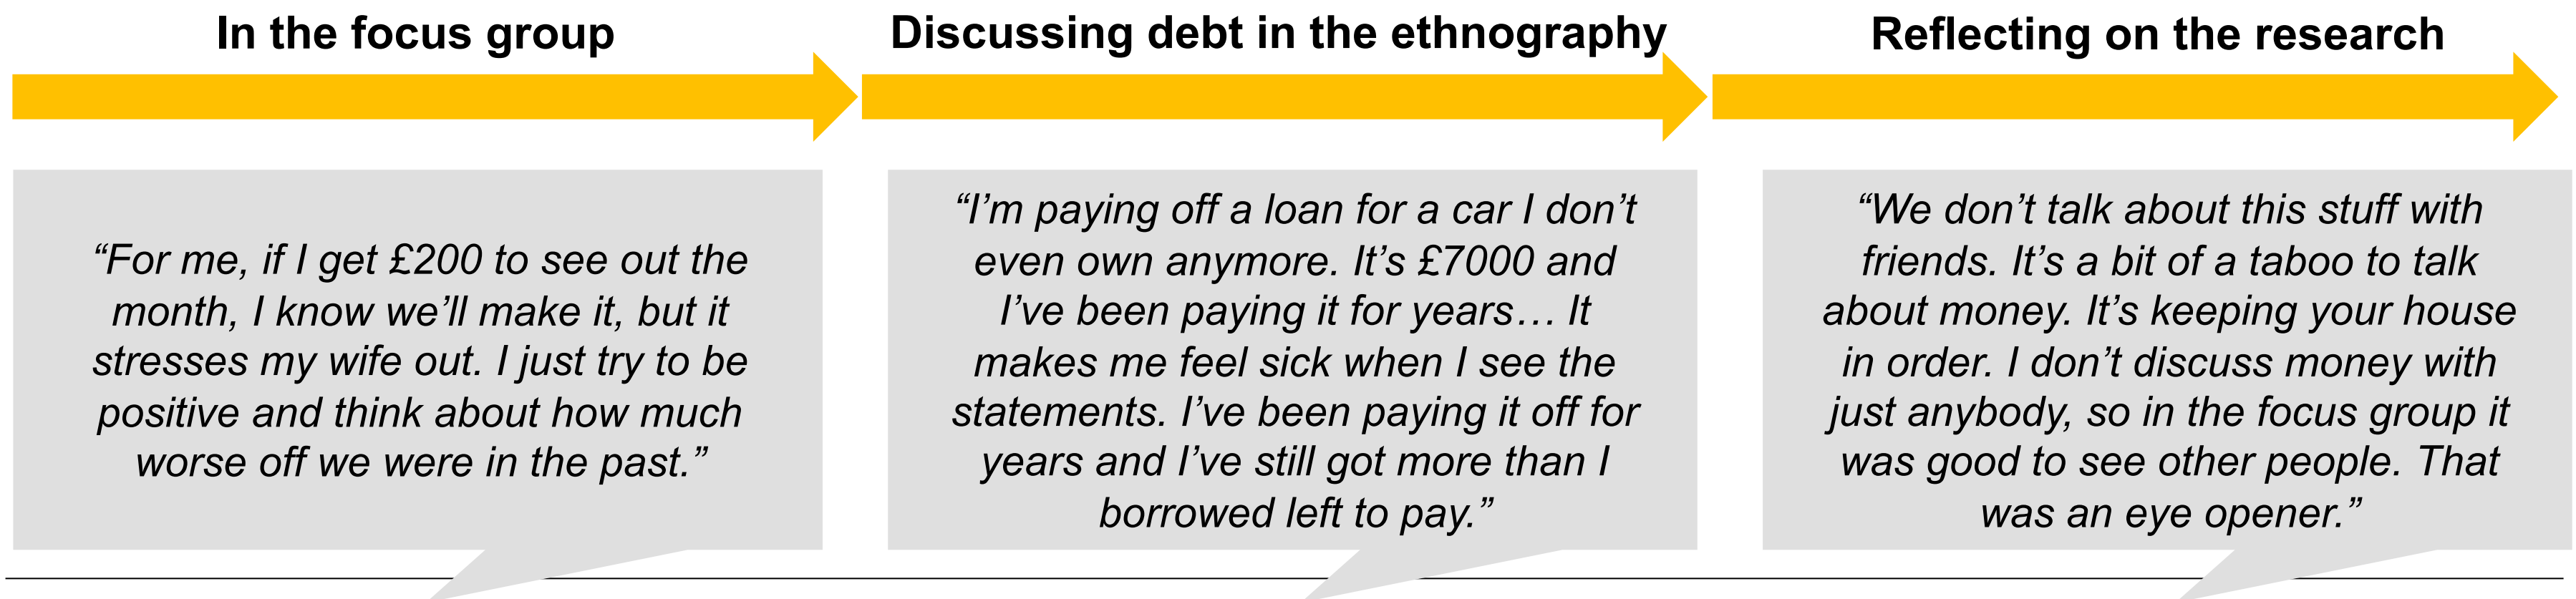 In the focus group
Discussing debt in the ethnography
Reflecting on the research
“For me, if I get £200 to see out the
month, I know we’ll make it, but it
stresses my wife out. I just try to be
positive and think about how much
worse off we were in the past.”
“I’m paying off a loan for a car I don’t
even own anymore. It’s £7000 and
I’ve been paying it for years… It
makes me feel sick when I see the
statements. I’ve been paying it off for
years and I’ve still got more than I
borrowed left to pay.”
“We don’t talk about this stuff with
friends. It’s a bit of a taboo to talk
about money. It’s keeping your house
in order. I don’t discuss money with
just anybody, so in the focus group it
was good to see other people. That
was an eye opener.”